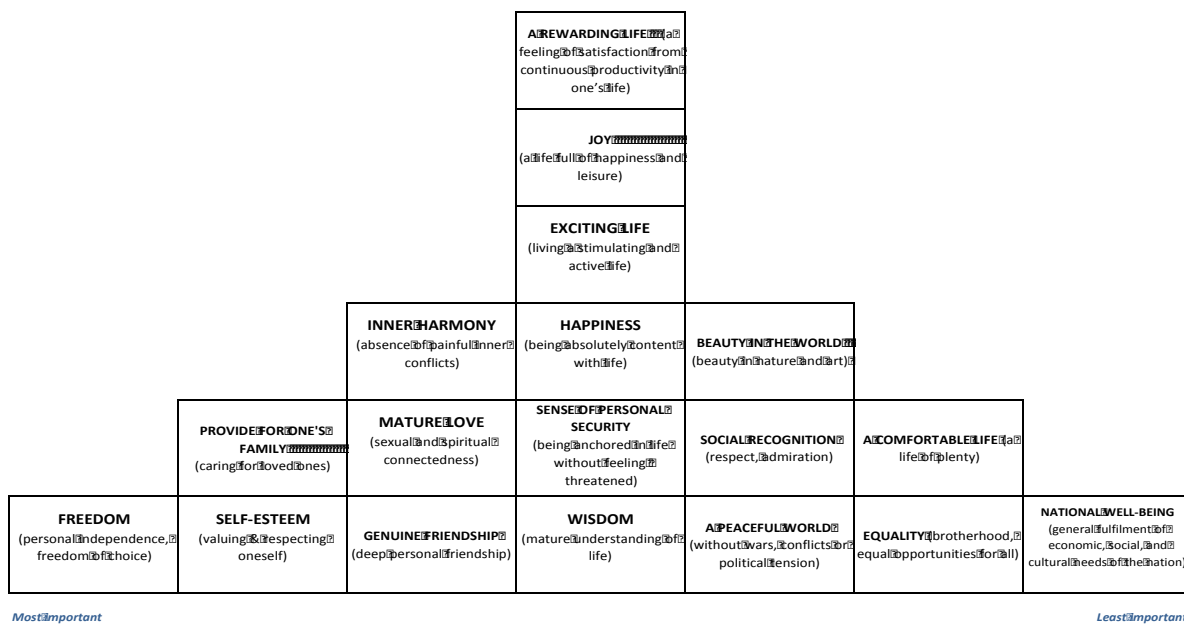 A REWARDING LIFE (a
feeling of satisfaction from
continuous productivity in
one's life)
JOY
(a life full of happiness and
leisure)
EXCITING LIFE
(living a stimulating and
active life)
INNER HARMONY
(absence of painful inner
conflicts)
HAPPINESS
(being absolutely content
with life)
BEAUTY IN THE WORLD
(beauty in nature and art)
PROVIDE FOR ONE'S
FAMILY
(caring for loved ones)
MATURE LOVE
(sexual and spiritual
connectedness)
SENSE OF PERSONAL
SECURITY
(being anchored in life
without feeling
threatened)
SOCIAL RECOGNITION
(respect, admiration)
A COMFORTABLE LIFE (a
life of plenty)
FREEDOM
(personal independence,
freedom of choice)
SELF-ESTEEM
(valuing & respecting
oneself)
GENUINE FRIENDSHIP
(deep personal friendship)
WISDOM
(mature understanding of
life)
A PEACEFUL WORLD
(without wars, conflicts or
political tension)
EQUALITY (brotherhood,
equal opportunities for all)
NATIONAL WELL-BEING
(general fulfilment of
economic, social, and
cultural needs of the nation)
Most important
Least important